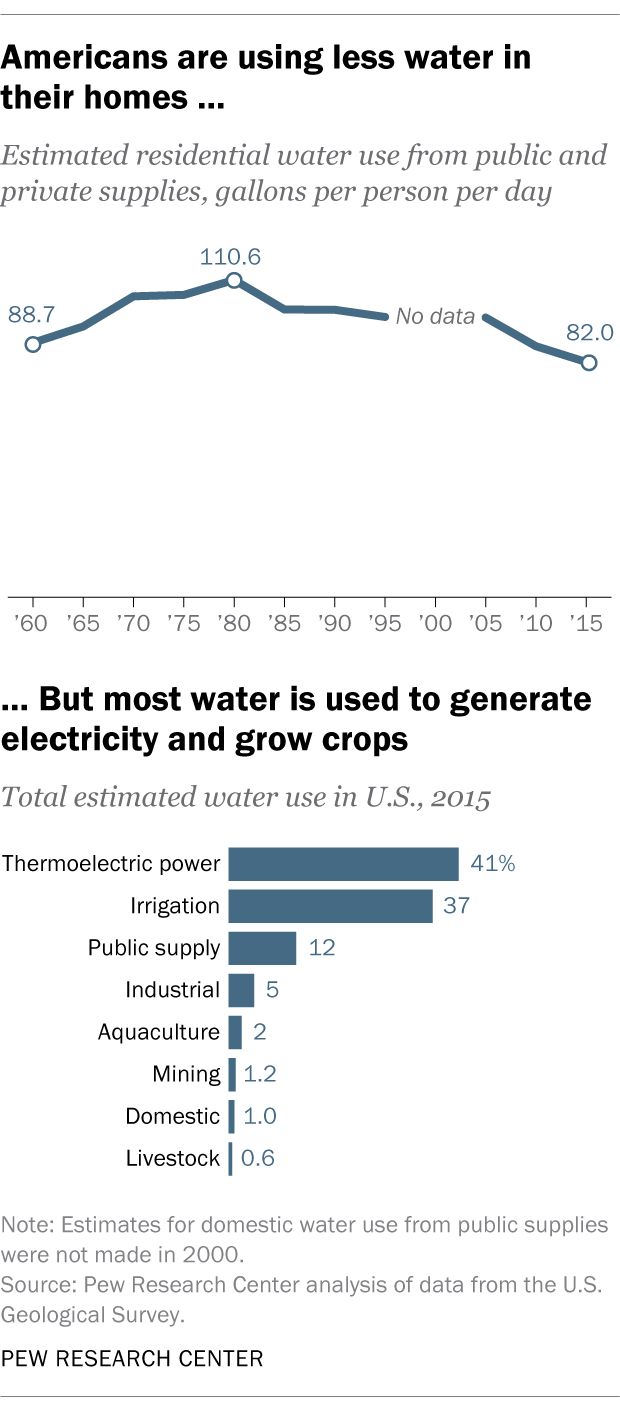 Americans are using less water in
their homes ...
Estimated residential water use from public and
private supplies, gallons per person per day
110.6
88.7
No data
82.0
’60 ’65 ’70 ’75 ’80 ’85 ’90 ’95 ’00 ’05 ’10 ’15
... But most water is used to generate
electricity and grow crops
Total estimated water use in U.S., 2015
Thermoelectric power 41%
Irrigation 37
Public supply 12
Industrial 5
Aquaculture 2
Mining 1.2
Domestic 1.0
Livestock 0.6
Note: Estimates for domestic water use from public supplies
were not made in 2000.
Source: Pew Research Center analysis of data from the U.S.
Geological Survey.
PEW RESEARCH CENTER